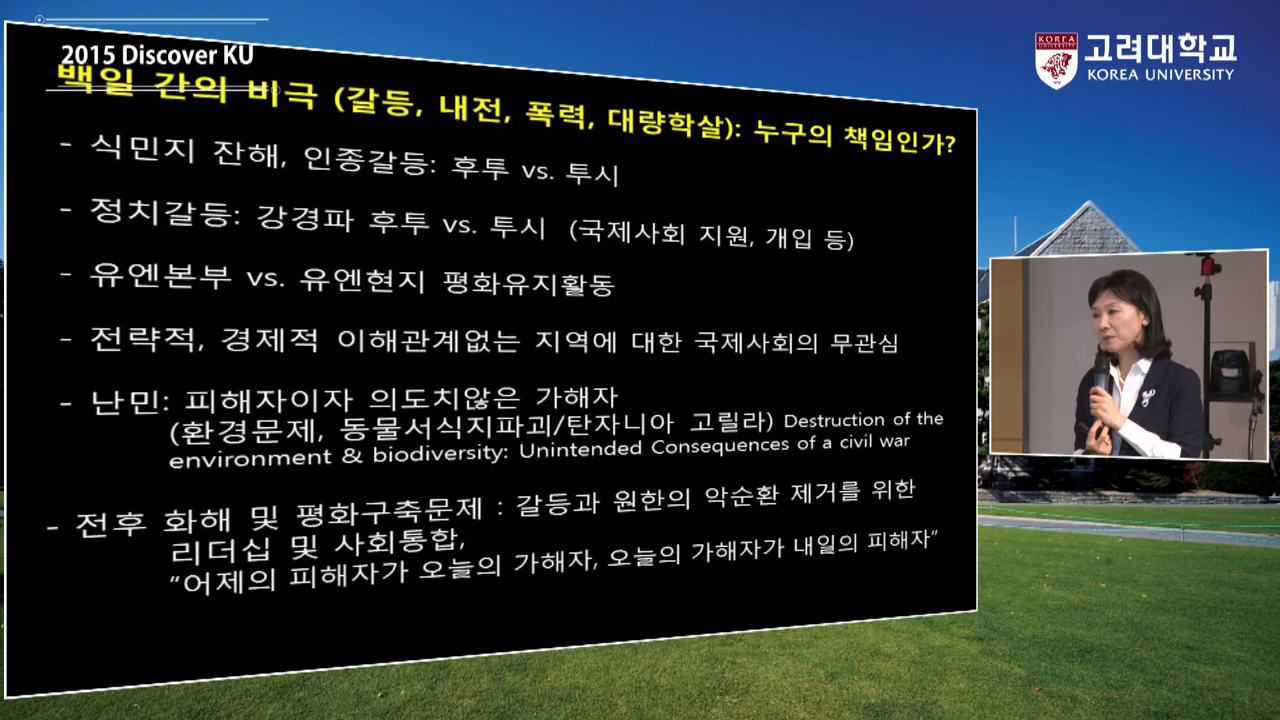 2015 Discover KU
KOREA
UNIVERSITY
고려대학교
KOREA UNIVERSITY
백일 간의 비극 (갈등, 내전, 폭력, 대량학살): 누구의 책임인가?
- 식민지 잔해, 인종갈등: 후투 vs. 투시
- 정치갈등: 강경파 후투 vs. 투시 (국제사회 지원, 개입 등)
- 유엔본부 vs. 유엔현지 평화유지활동
- 전략적, 경제적 이해관계없는 지역에 대한 국제사회의 무관심
- 난민: 피해자이자 의도치않은 가해자
(환경문제, 동물서식지파괴/탄자니아 고릴라) Destruction of the
environment & biodiversity: Unintended Consequences of a civil war
- 전후 화해 및 평화구축문제 : 갈등과 원한의 악순환 제거를 위한
리더십 및 사회통합,
“어제의 피해자가 오늘의 가해자, 오늘의 가해자가 내일의 피해자”